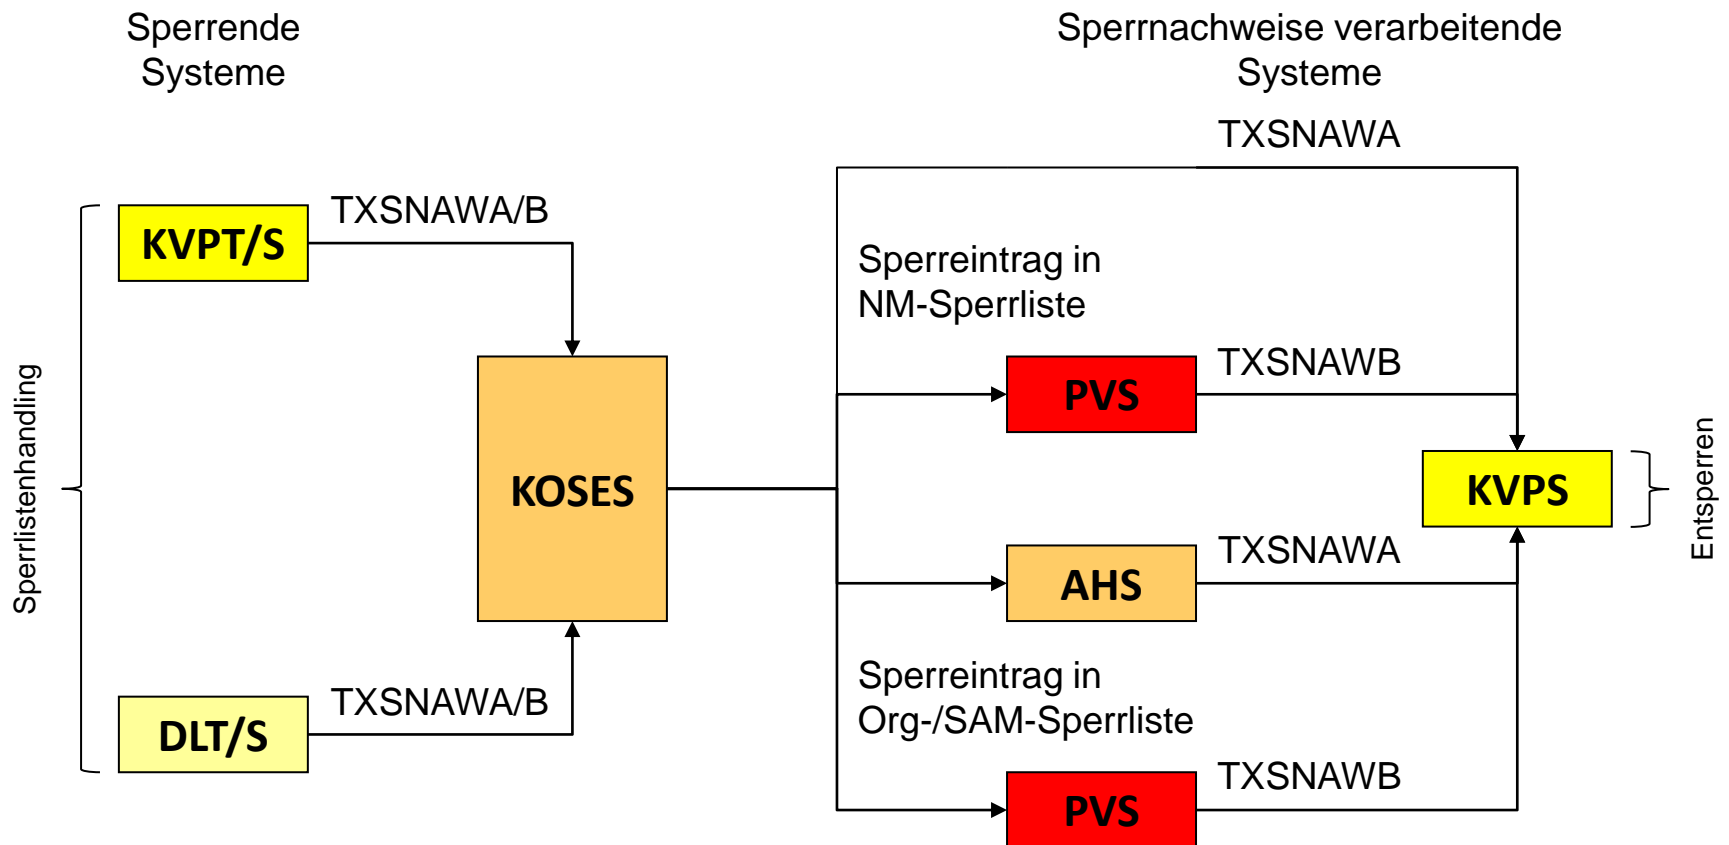 Sperrende
Systeme
Sperrnachweise verarbeitende
Systeme
TXSNAWA
KVPT/S
TXSNAWA/B
Sperreintrag in
NM-Sperrliste
PVS
TXSNAWB
Sperrlistenhandling
KOSES
KVPS
Entsperren
AHS
TXSNAWA
DLT/S
TXSNAWA/B
Sperreintrag in
Org-/SAM-Sperrliste
PVS
TXSNAWB